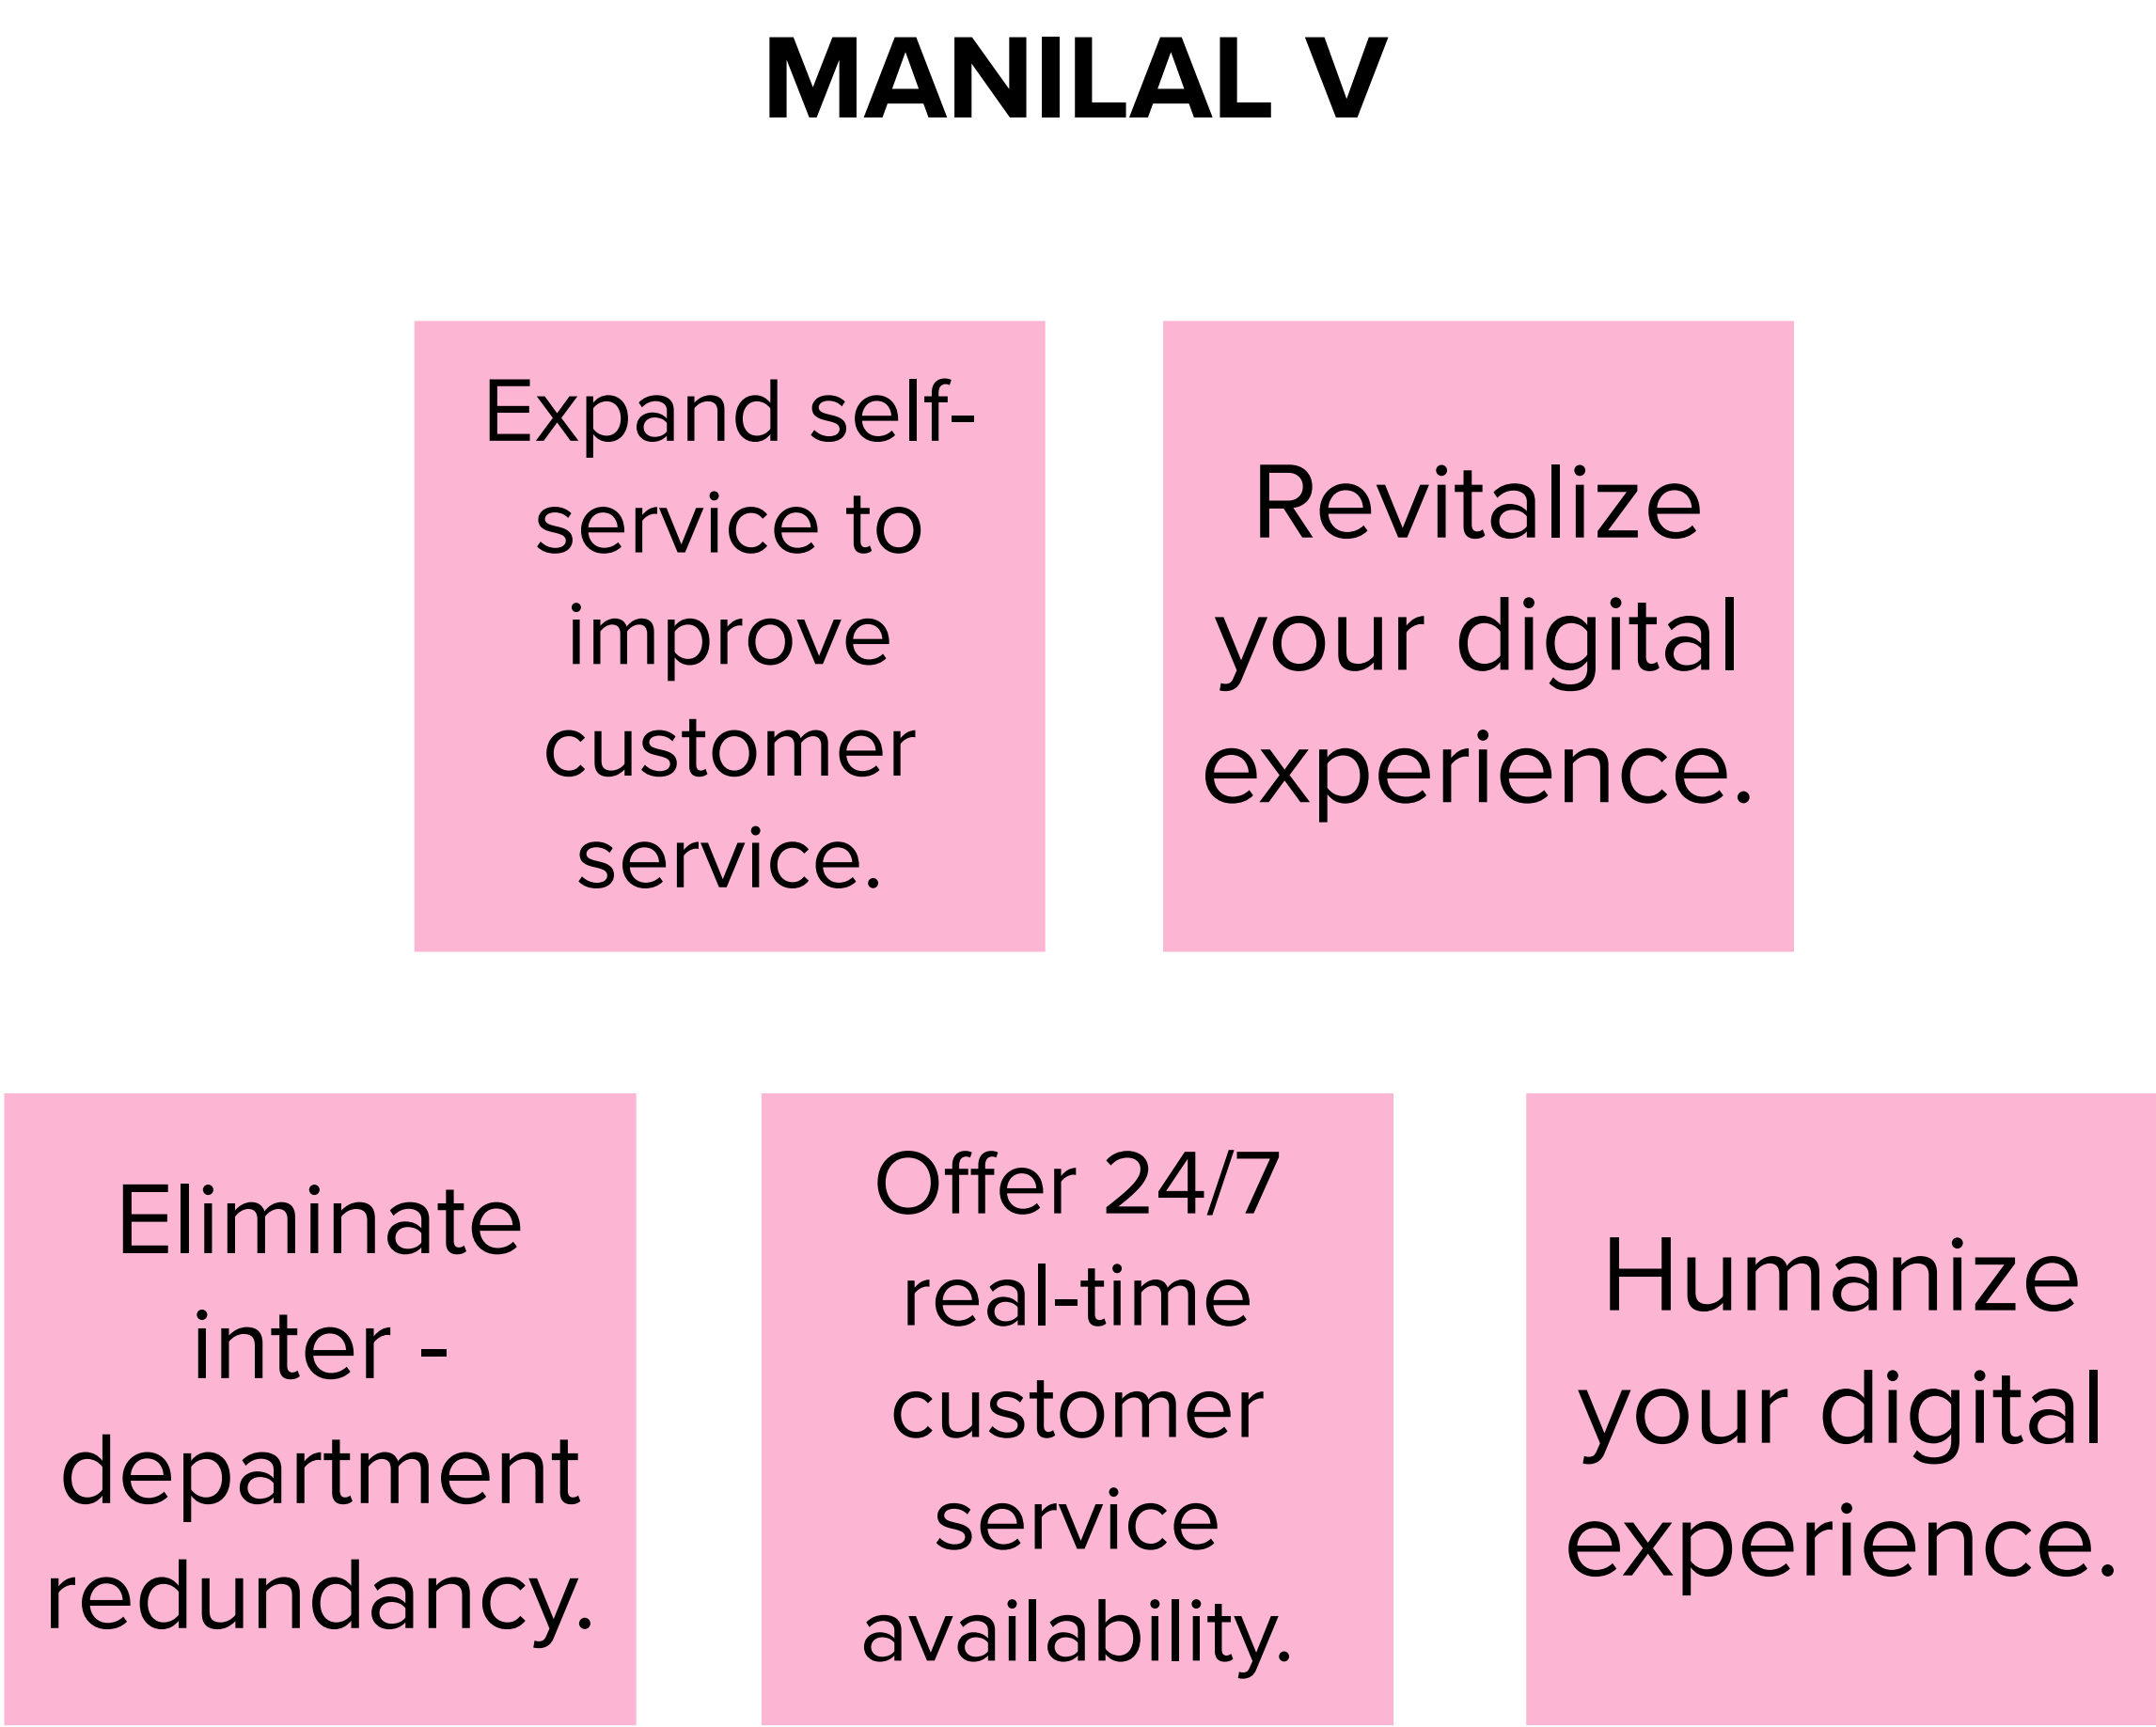 MANILAL V
Expand self-
service to
improve
customer
service.
Revitalize
your digital
experience.
Eliminate
inter -
department
redundancy.
Offer 24/7
real-time
customer
service
availability.
Humanize
your digital
experience.